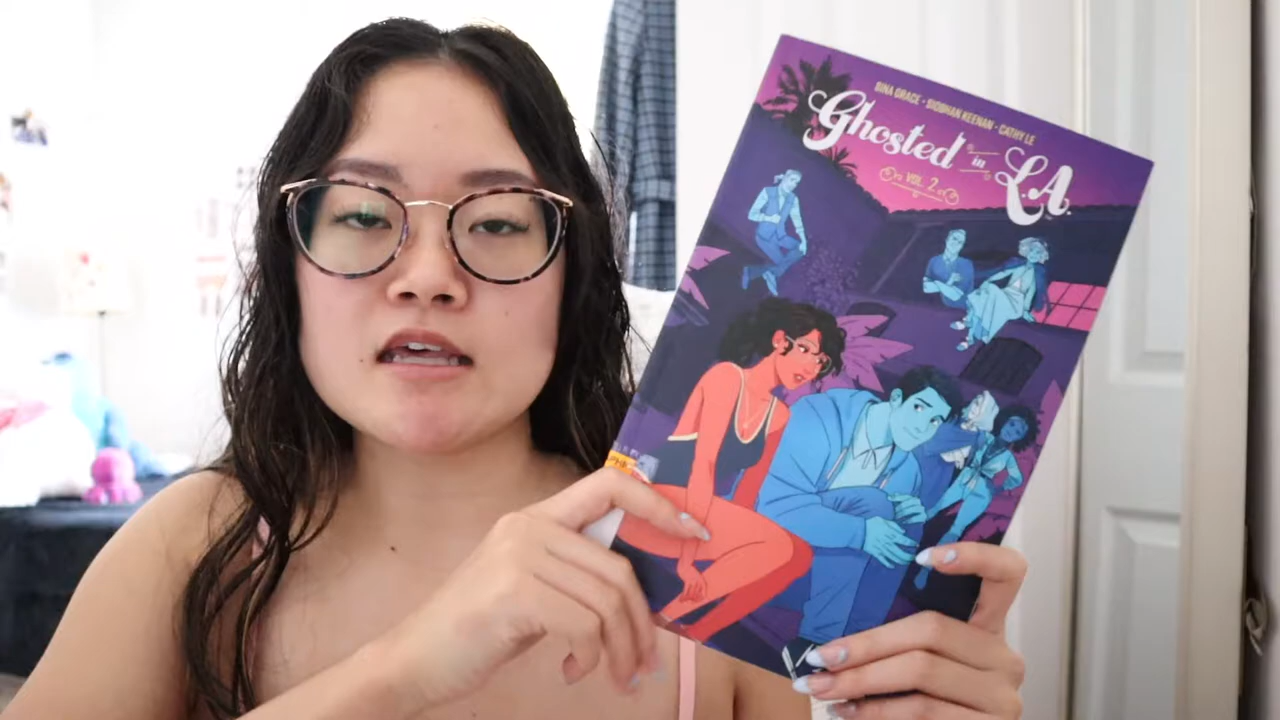 SINA GRACE • SIOBHAN KEENAN • CATHY LE
Ghosted in L.A.
VOL. 2